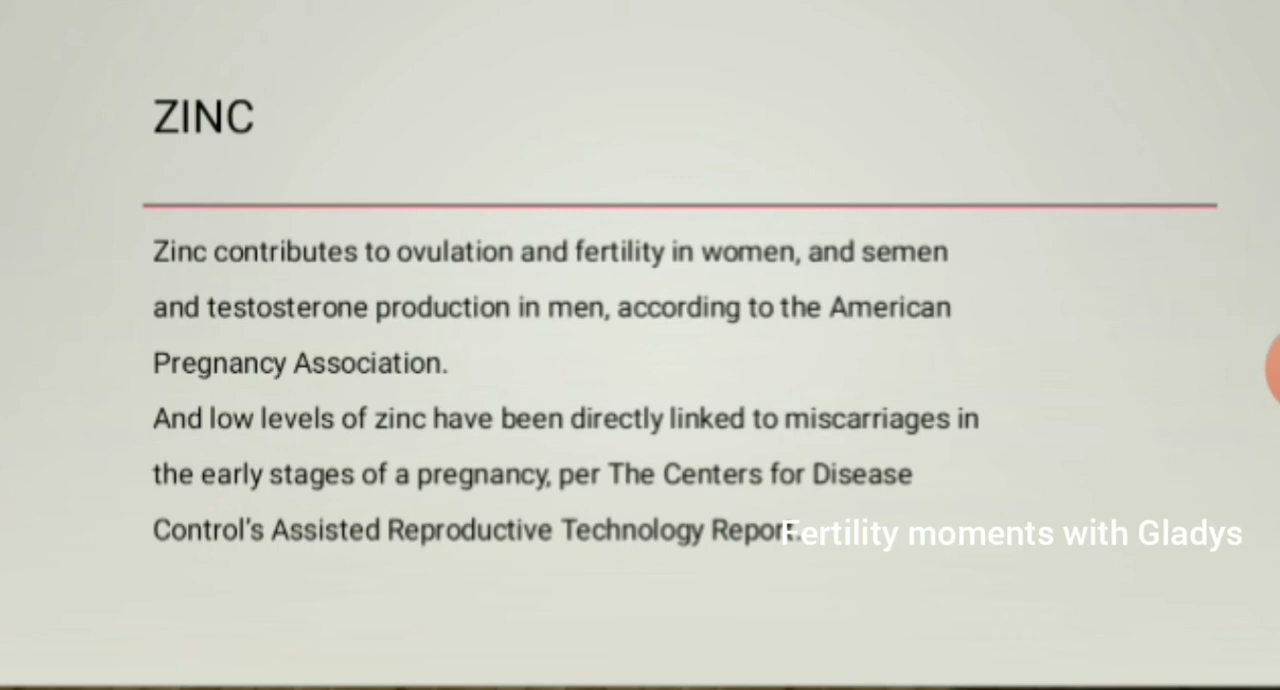 ZINC
Zinc contributes to ovulation and fertility in women, and semen
and testosterone production in men, according to the American
Pregnancy Association.
And low levels of zinc have been directly linked to miscarriages in
the early stages of a pregnancy, per The Centers for Disease
Control's Assisted Reproductive Technology Report.
Fertility moments with Gladys